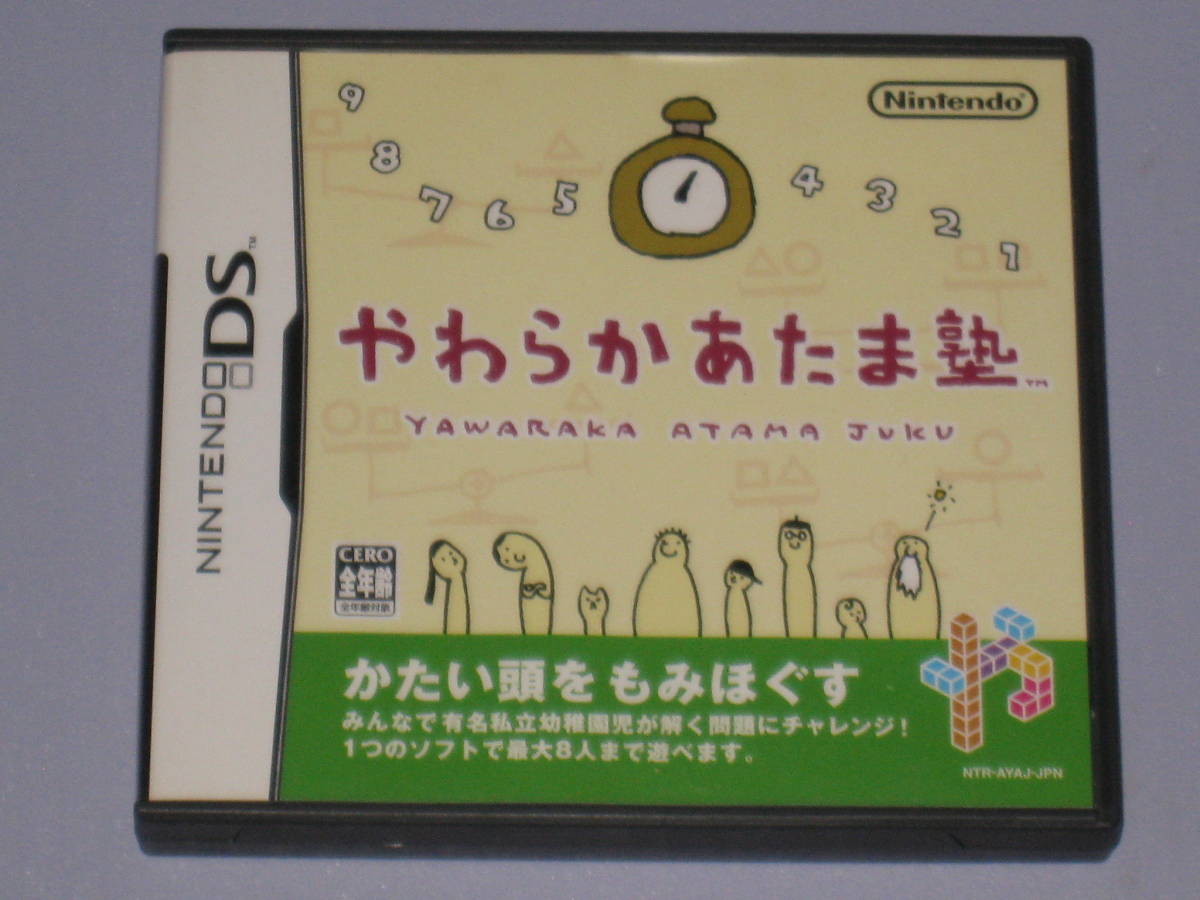 NINTENDO DS™
Nintendo®
9
8
7
6
5
4
3
2
1
やわらかあたま塾™
YAWARAKA ATAMA JUKU
CERO
全年齢
全年齢対象
かたい頭をもみほぐす
みんなで有名私立幼稚園児が解く問題にチャレンジ!
1つのソフトで最大8人まで遊べます。
や
NTR-AYAJ-JPN